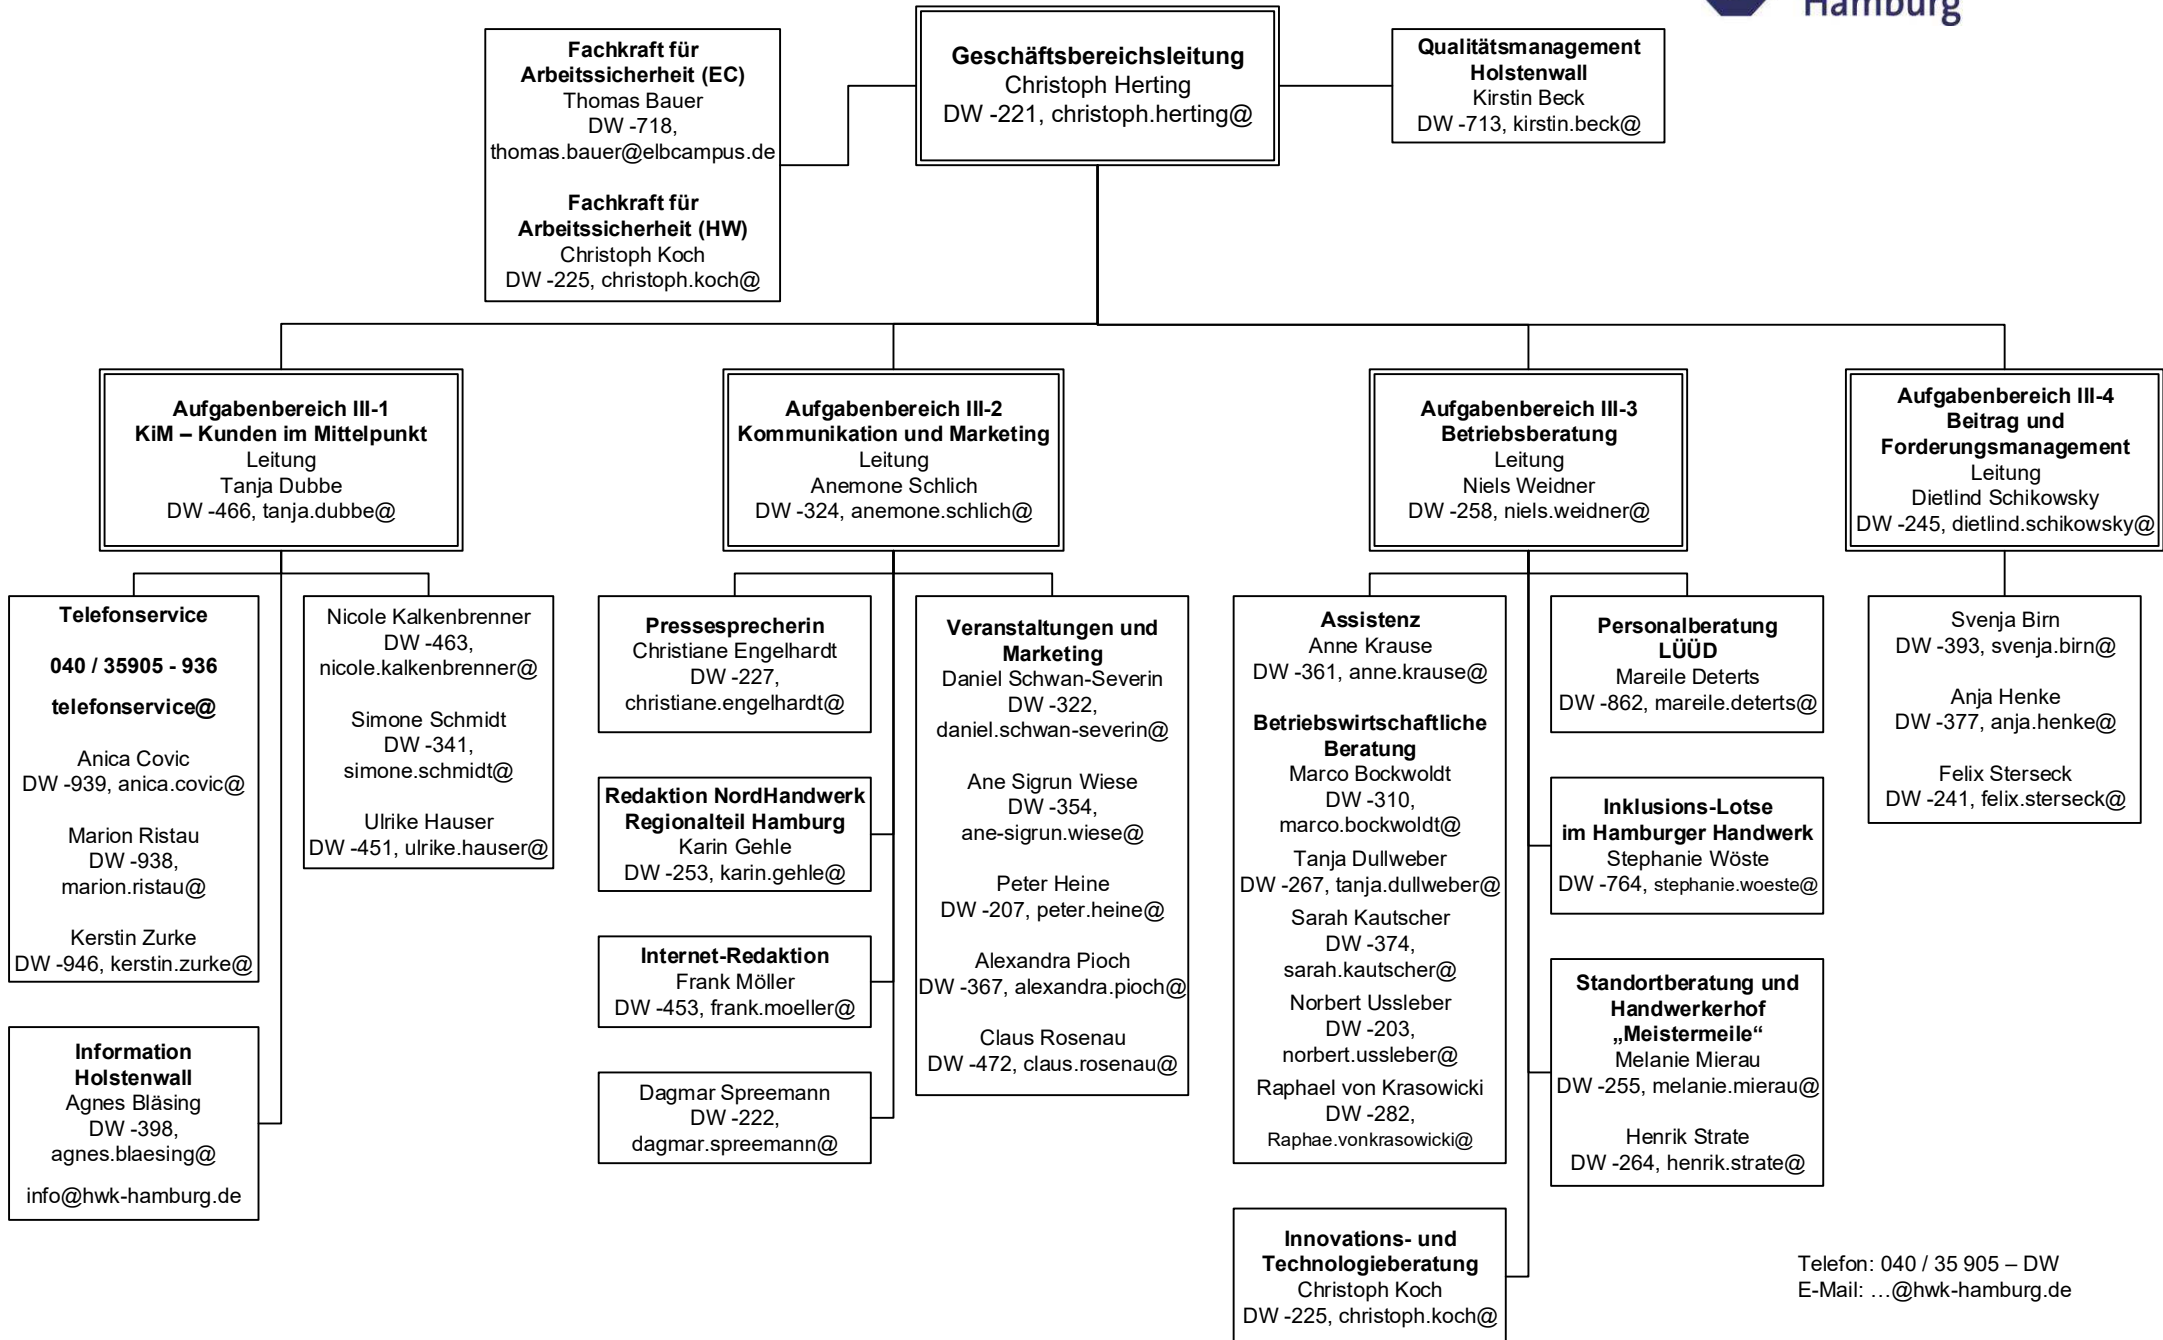 Hamburg
Fachkraft für
Arbeitssicherheit (EC)
Thomas Bauer
DW -718,
thomas.bauer@elbcampus.de
Fachkraft für
Arbeitssicherheit (HW)
Christoph Koch
DW -225, christoph.koch@
Geschäftsbereichsleitung
Christoph Herting
DW -221, christoph.herting@
Qualitätsmanagement
Holstenwall
Kirstin Beck
DW -713, kirstin.beck@
Aufgabenbereich III-1
KiM – Kunden im Mittelpunkt
Leitung
Tanja Dubbe
DW -466, tanja.dubbe@
Aufgabenbereich III-2
Kommunikation und Marketing
Leitung
Anemone Schlich
DW -324, anemone.schlich@
Aufgabenbereich III-3
Betriebsberatung
Leitung
Niels Weidner
DW -258, niels.weidner@
Aufgabenbereich III-4
Beitrag und
Forderungsmanagement
Leitung
Dietlind Schikowsky
DW -245, dietlind.schikowsky@
Telefonservice
040 / 35905 - 936
telefonservice@
Anica Covic
DW -939, anica.covic@
Marion Ristau
DW -938,
marion.ristau@
Kerstin Zurke
DW -946, kerstin.zurke@
Information
Holstenwall
Agnes Bläsing
DW -398,
agnes.blaesing@
info@hwk-hamburg.de
Nicole Kalkenbrenner
DW -463,
nicole.kalkenbrenner@
Simone Schmidt
DW -341,
simone.schmidt@
Ulrike Hauser
DW -451, ulrike.hauser@
Pressesprecherin
Christiane Engelhardt
DW -227,
christiane.engelhardt@
Redaktion NordHandwerk
Regionalteil Hamburg
Karin Gehle
DW -253, karin.gehle@
Internet-Redaktion
Frank Möller
DW -453, frank.moeller@
Dagmar Spreemann
DW -222,
dagmar.spreemann@
Veranstaltungen und
Marketing
Daniel Schwan-Severin
DW -322,
daniel.schwan-severin@
Ane Sigrun Wiese
DW -354,
ane-sigrun.wiese@
Peter Heine
DW -207, peter.heine@
Alexandra Pioch
DW -367, alexandra.pioch@
Claus Rosenau
DW -472, claus.rosenau@
Assistenz
Anne Krause
DW -361, anne.krause@
Betriebswirtschaftliche
Beratung
Marco Bockwoldt
DW -310,
marco.bockwoldt@
Tanja Dullweber
DW -267, tanja.dullweber@
Sarah Kautscher
DW -374,
sarah.kautscher@
Norbert Ussleber
DW -203,
norbert.ussleber@
Raphael von Krasowicki
DW -282,
Raphae.vonkrasowicki@
Innovations- und
Technologieberatung
Christoph Koch
DW -225, christoph.koch@
Personalberatung
LÜÜD
Mareile Deterts
DW -862, mareile.deterts@
Inklusions-Lotse
im Hamburger Handwerk
Stephanie Wöste
DW -764, stephanie.woeste@
Standortberatung und
Handwerkerhof
„Meistermeile“
Melanie Mierau
DW -255, melanie.mierau@
Henrik Strate
DW -264, henrik.strate@
Svenja Birn
DW -393, svenja.birn@
Anja Henke
DW -377, anja.henke@
Felix Sterseck
DW -241, felix.sterseck@
Telefon: 040 / 35 905 – DW
E-Mail: …@hwk-hamburg.de